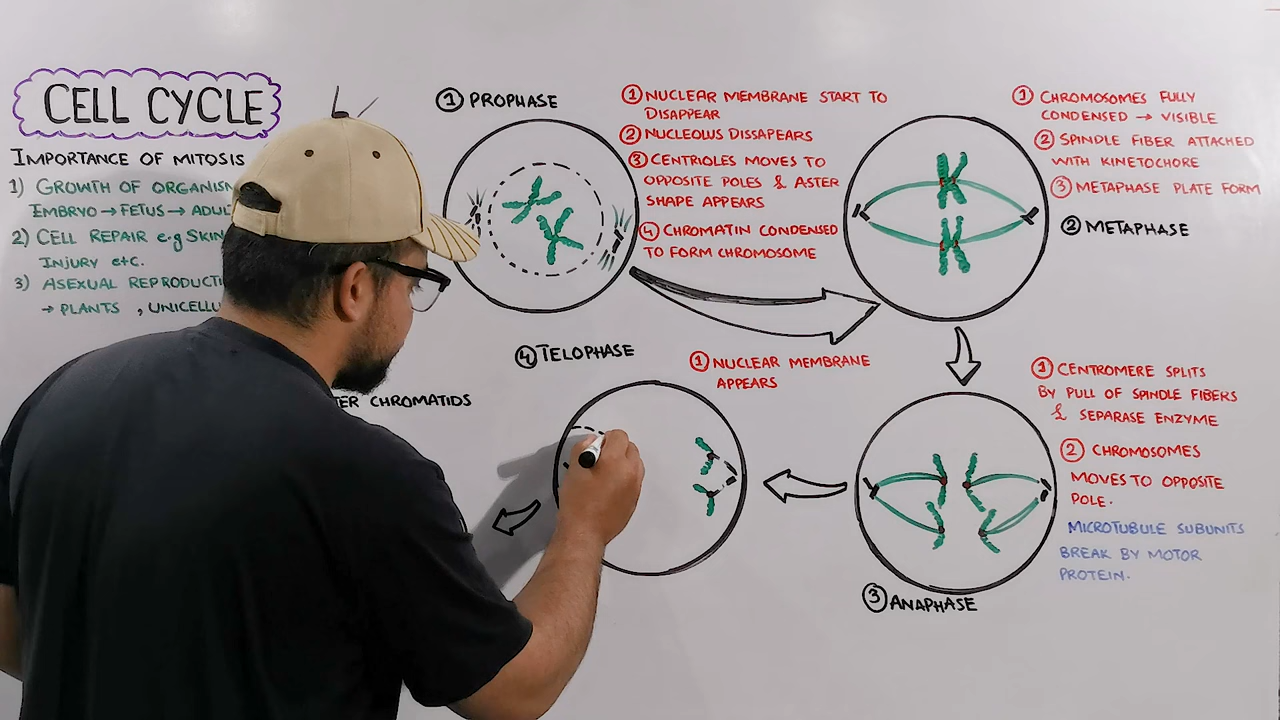 CELL CYCLE
IMPORTANCE OF MITOSIS
1) GROWTH OF ORGANISM
EMBRYO → FETUS →
2) CELL REPAIR e.g SKIN
INJURY etc.
3) ASEXUAL
→ PLANTS ,
CHROMATIDS
① PROPHASE
① NUCLEAR MEMBRANE START TO
DISAPPEAR
② NUCLEOLUS DISSAPEARS
③ CENTRIOLES MOVES TO
OPPOSITE POLES & ASTER
SHAPE APPEARS
④ CHROMATIN CONDENSED
TO FORM CHROMOSOME
① CHROMOSOMES FULLY
CONDENSED → VISIBLE
② SPINDLE FIBER ATTACHED
WITH KINETOCHORE
③ METAPHASE PLATE FORM
② METAPHASE
① CENTROMERE SPLITS
BY PULL OF SPINDLE FIBERS
& SEPARASE ENZYME
② CHROMOSOMES
MOVES TO OPPOSITE
POLE.
MICROTUBULE SUBUNITS
BREAK BY MOTOR
PROTEIN.
③ ANAPHASE
④ TELOPHASE
① NUCLEAR MEMBRANE
APPEARS